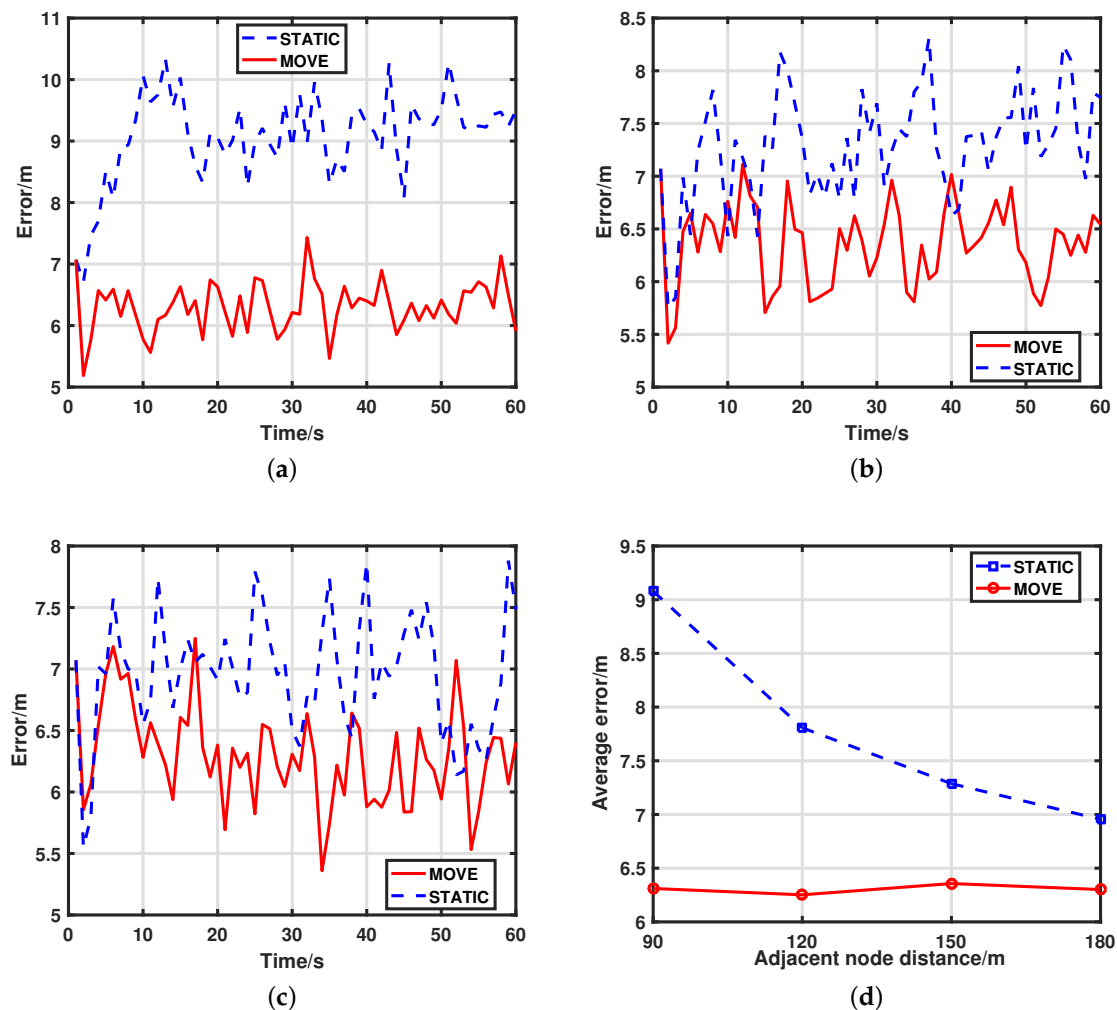 11
10
9
8
7
6
5
Error/m
STATIC
MOVE
0 10 20 30 40 50 60
Time/s
(a)
8.5
8
7.5
7
6.5
6
5.5
5
Error/m
MOVE
STATIC
0 10 20 30 40 50 60
Time/s
(b)
8
7.5
7
6.5
6
5.5
5
Error/m
MOVE
STATIC
0 10 20 30 40 50 60
Time/s
(c)
9.5
9
8.5
8
7.5
7
6.5
6
Average error/m
STATIC
MOVE
90 120 150 180
Adjacent node distance/m
(d)